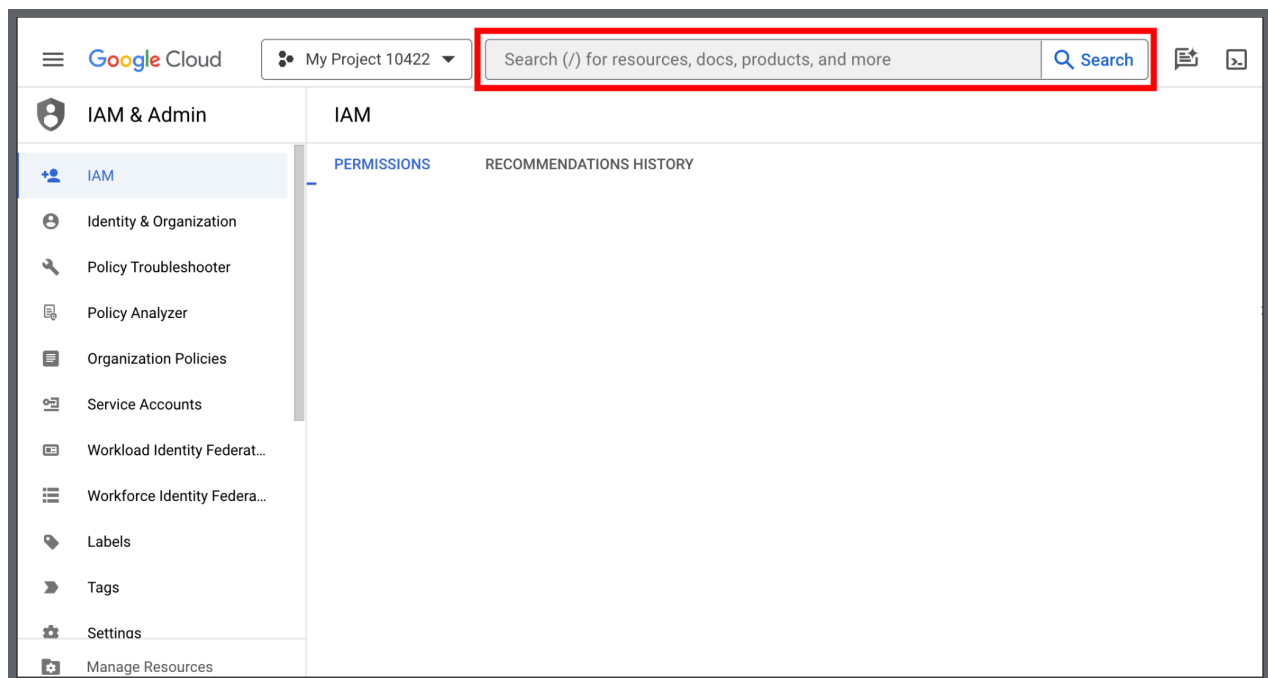 Google Cloud
My Project 10422
Search (/) for resources, docs, products, and more
Search
IAM & Admin
IAM
IAM
Identity & Organization
Policy Troubleshooter
Policy Analyzer
Organization Policies
Service Accounts
Workload Identity Federat...
Workforce Identity Federa...
Labels
Tags
Settings
Manage Resources
PERMISSIONS
RECOMMENDATIONS HISTORY